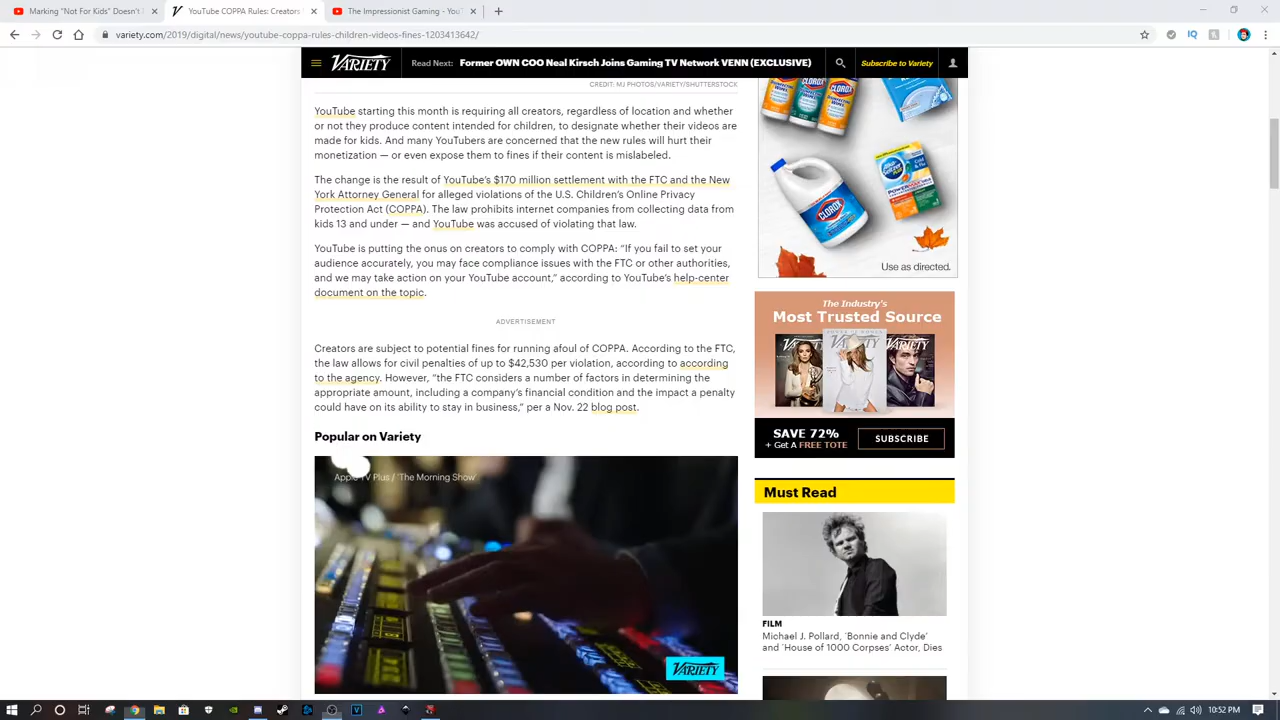 Marking "Not For Kids" Doesn't
YouTube COPPA Rules: Creators
The Impressionist Gaming - YouT
variety.com/2019/digital/news/youtube-coppa-rules-children-videos-fines-1203413642/
VARIETY
Read Next: Former OWN COO Neal Kirsch Joins Gaming TV Network VENN (EXCLUSIVE)
Subscribe to Variety
CREDIT: MJ PHOTOS/VARIETY/SHUTTERSTOCK
YouTube starting this month is requiring all creators, regardless of location and whether
or not they produce content intended for children, to designate whether their videos are
made for kids. And many YouTubers are concerned that the new rules will hurt their
monetization — or even expose them to fines if their content is mislabeled.
The change is the result of YouTube's $170 million settlement with the FTC and the New
York Attorney General for alleged violations of the U.S. Children's Online Privacy
Protection Act (COPPA). The law prohibits internet companies from collecting data from
kids 13 and under — and YouTube was accused of violating that law.
YouTube is putting the onus on creators to comply with COPPA: “If you fail to set your
audience accurately, you may face compliance issues with the FTC or other authorities,
and we may take action on your YouTube account,” according to YouTube's help-center
document on the topic.
ADVERTISEMENT
Creators are subject to potential fines for running afoul of COPPA. According to the FTC,
the law allows for civil penalties of up to $42,530 per violation, according to according
to the agency. However, “the FTC considers a number of factors in determining the
appropriate amount, including a company's financial condition and the impact a penalty
could have on its ability to stay in business,” per a Nov. 22 blog post.
Popular on Variety
Apple TV Plus / 'The Morning Show'
VARIETY
CLOROX
CLOROX
CLOROX
CLOROX
Use as directed.
The Industry's
Most Trusted Source
SAVE 72%
+ Get A FREE TOTE
SUBSCRIBE
Must Read
FILM
Michael J. Pollard, 'Bonnie and Clyde'
and 'House of 1000 Corpses' Actor, Dies
10:52 PM